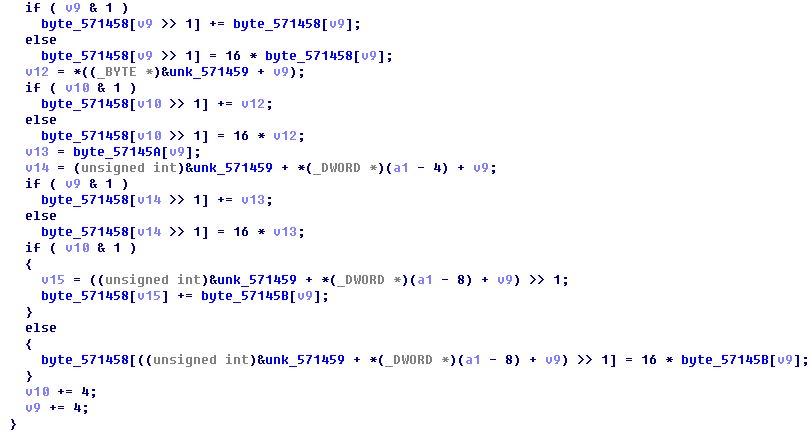 if ( v9 & 1 )
byte_571458[v9 >> 1] += byte_571458[v9];
else
byte_571458[v9 >> 1] = 16 * byte_571458[v9];
v12 = *((_BYTE *)&unk_571459 + v9);
if ( v10 & 1 )
byte_571458[v10 >> 1] += v12;
else
byte_571458[v10 >> 1] = 16 * v12;
v13 = byte_57145A[v9];
v14 = (unsigned int)&unk_571459 + *(_DWORD *)(a1 - 4) + v9;
if ( v9 & 1 )
byte_571458[v14 >> 1] += v13;
else
byte_571458[v14 >> 1] = 16 * v13;
if ( v10 & 1 )
{
v15 = ((unsigned int)&unk_571459 + *(_DWORD *)(a1 - 8) + v9) >> 1;
byte_571458[v15] += byte_57145B[v9];
}
else
{
byte_571458[((unsigned int)&unk_571459 + *(_DWORD *)(a1 - 8) + v9) >> 1] = 16 * byte_57145B[v9];
}
v10 += 4;
v9 += 4;
}